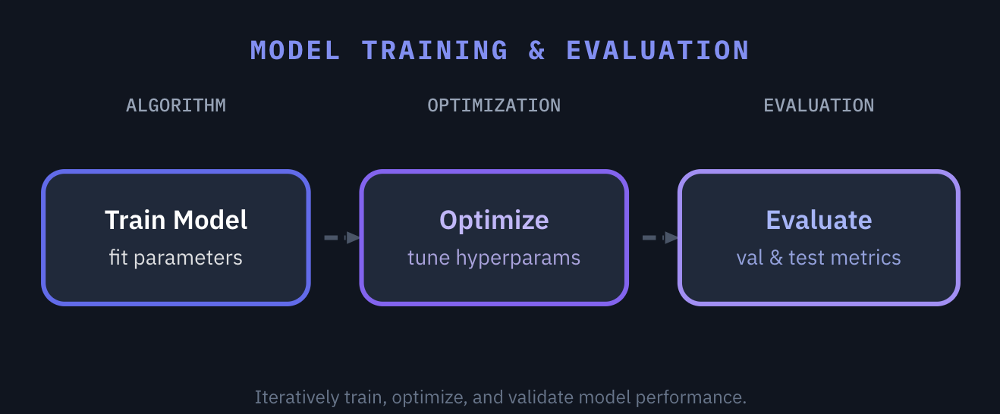 MODEL TRAINING & EVALUATION
ALGORITHM
OPTIMIZATION
EVALUATION
Train Model
fit parameters
Optimize
tune hyperparams
Evaluate
val & test metrics
Iteratively train, optimize, and validate model performance.